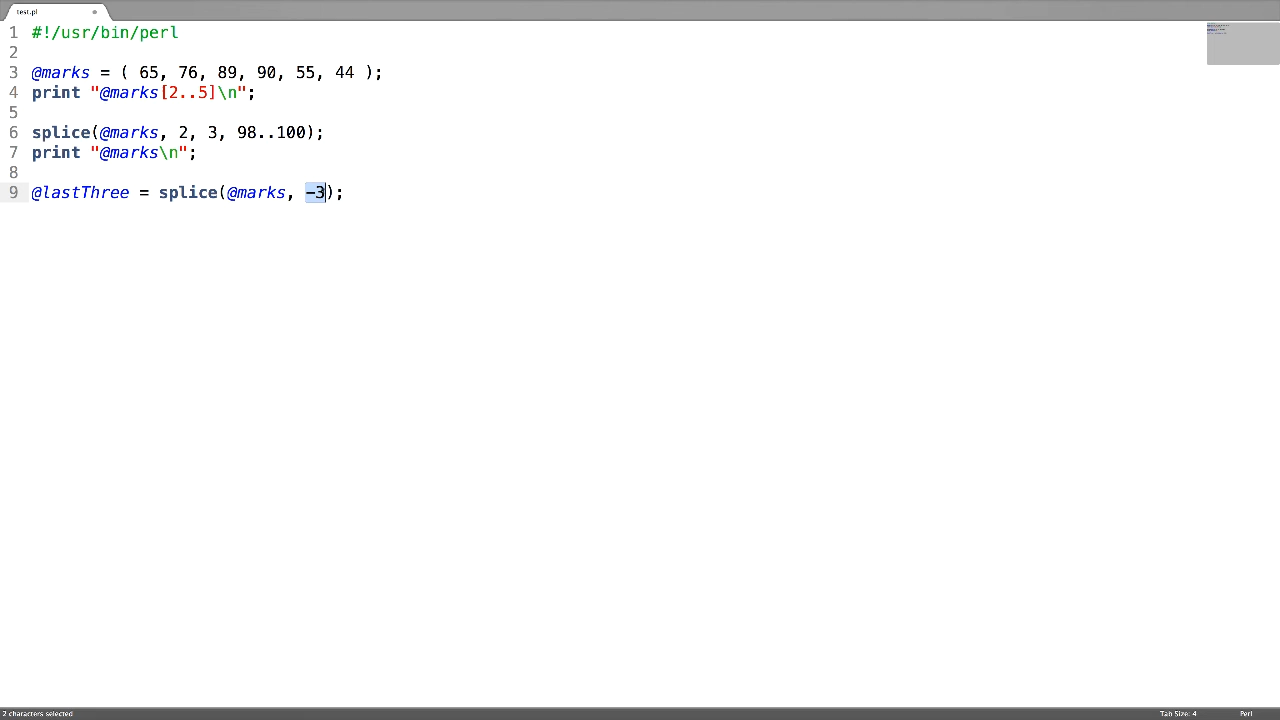 test.pl
1 #!/usr/bin/perl
2
3 @marks = ( 65, 76, 89, 90, 55, 44 );
4 print "@marks[2..5]\n";
5
6 splice(@marks, 2, 3, 98..100);
7 print "@marks\n";
8
9 @lastThree = splice(@marks, -3);
2 characters selected Tab Size: 4 Perl